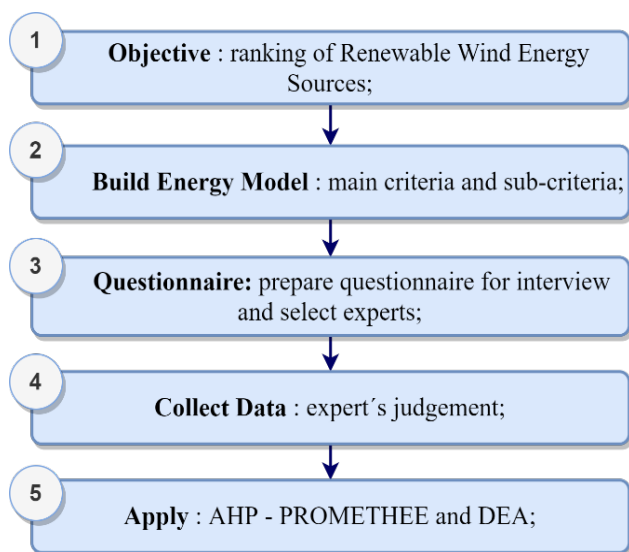 1
Objective : ranking of Renewable Wind Energy
Sources;
2
Build Energy Model : main criteria and sub-criteria;
3
Questionnaire: prepare questionnaire for interview
and select experts;
4
Collect Data : expert´s judgement;
5
Apply : AHP - PROMETHEE and DEA;